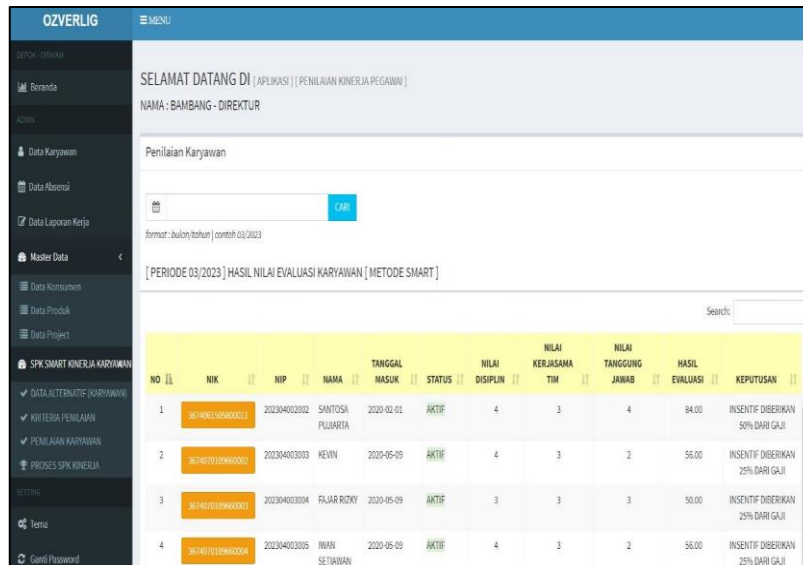 OZVERLIG
MENU
DEPOK - CITAYAM
Beranda
ADMIN
Data Karyawan
Data Absensi
Data Laporan Kerja
Master Data
Data Konsumen
Data Produk
Data Project
SPK SMART KINERJA KARYAWAN
DATA ALTERNATIF (KARYAWAN)
KRITERIA PENILAIAN
PENILAIAN KARYAWAN
PROSES SPK KINERJA
SETTING
Tema
Ganti Password
SELAMAT DATANG DI [ APLIKASI ] [ PENILAIAN KINERJA PEGAWAI ]
NAMA : BAMBANG - DIREKTUR
Penilaian Karyawan
CARI
format : bulan/tahun | contoh 03/2023
[ PERIODE 03/2023 ] HASIL NILAI EVALUASI KARYAWAN [ METODE SMART ]
Search:
NO NIK NIP NAMA TANGGAL MASUK STATUS NILAI DISIPLIN NILAI KERJASAMA TIM NILAI TANGGUNG JAWAB HASIL EVALUASI KEPUTUSAN
1 3674061505800011 202304002002 SANTOSA PUJIARTA 2020-02-01 AKTIF 4 3 4 84.00 INSENTIF DIBERIKAN 50% DARI GAJI
2 3674070109660002 202304003003 KEVIN 2020-05-09 AKTIF 4 3 2 56.00 INSENTIF DIBERIKAN 25% DARI GAJI
3 3674070109660003 202304003004 FAJAR RIZKY 2020-05-09 AKTIF 3 3 3 50.00 INSENTIF DIBERIKAN 25% DARI GAJI
4 3674070109660004 202304003005 IWAN SETIAWAN 2020-05-09 AKTIF 4 3 2 56.00 INSENTIF DIBERIKAN 25% DARI GAJI